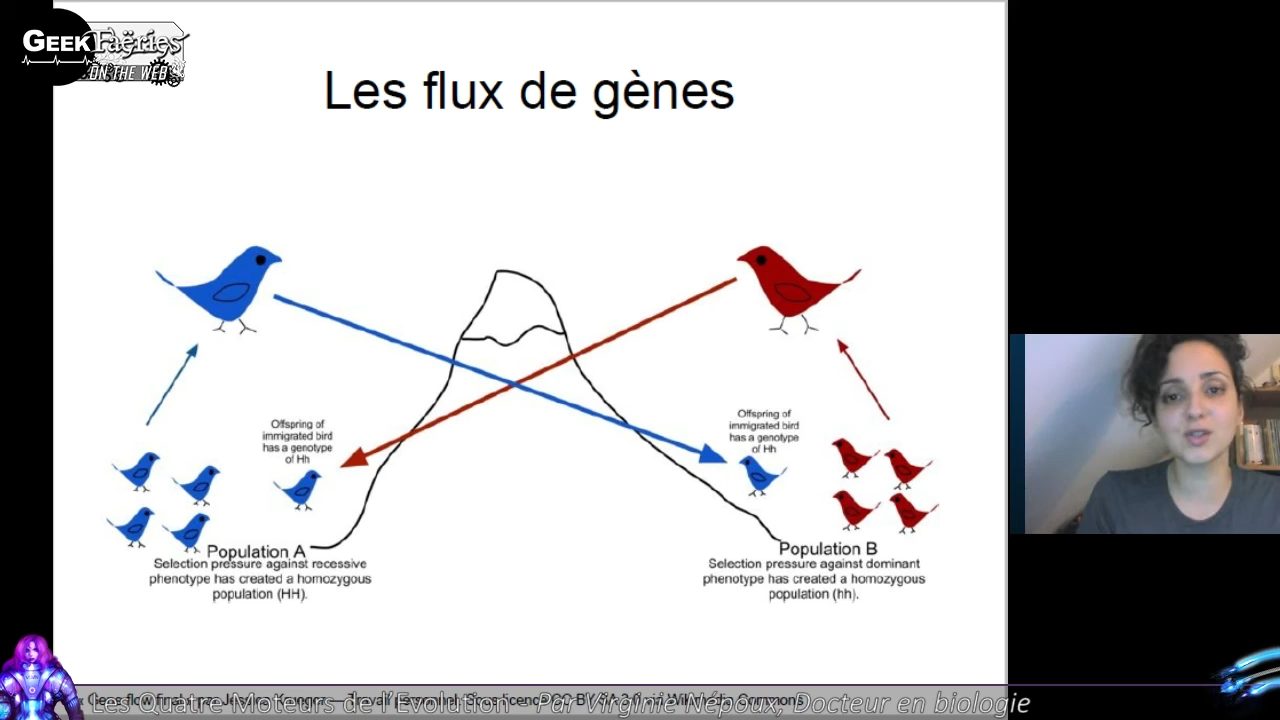 GEEK Faëries
ON THE WEB
Les flux de gènes
Offspring of
immigrated bird
has a genotype
of Hh
Offspring of
immigrated bird
has a genotype
of Hh
Population A
Selection pressure against recessive
phenotype has created a homozygous
population (HH).
Population B
Selection pressure against dominant
phenotype has created a homozygous
population (hh).
Les Quatre Moteurs de l'Evolution - Par Virginie Népoux, Docteur en biologie